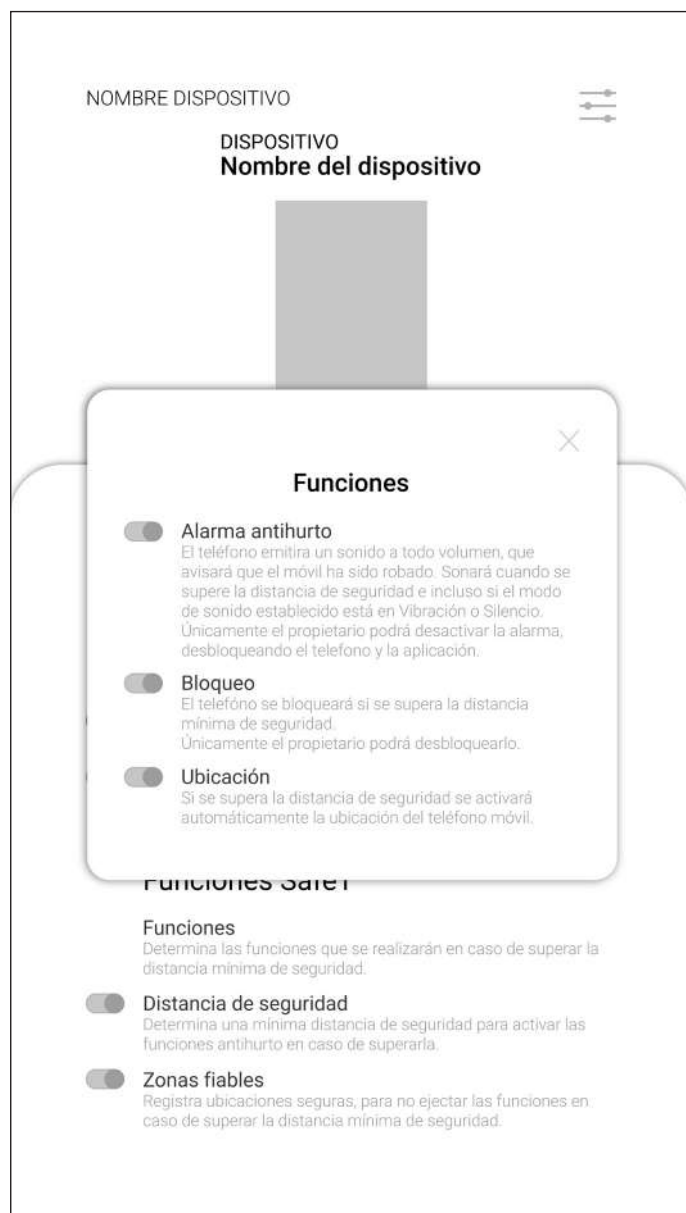 NOMBRE DISPOSITIVO
DISPOSITIVO
Nombre del dispositivo
Funciones
Alarma antihurto
El teléfono emitira un sonido a todo volumen, que
avisará que el móvil ha sido robado. Sonará cuando se
supere la distancia de seguridad e incluso si el modo
de sonido establecido está en Vibración o Silencio.
Únicamente el propietario podrá desactivar la alarma,
desbloqueando el telefono y la aplicación.
Bloqueo
El telefóno se bloqueará si se supera la distancia
mínima de seguridad.
Únicamente el propietario podrá desbloquearlo.
Ubicación
Si se supera la distancia de seguridad se activará
automáticamente la ubicación del teléfono móvil.
Funciones Safe1
Funciones
Determina las funciones que se realizarán en caso de superar la
distancia mínima de seguridad.
Distancia de seguridad
Determina una mínima distancia de seguridad para activar las
funciones antihurto en caso de superarla.
Zonas fiables
Registra ubicaciones seguras, para no ejectar las funciones en
caso de superar la distancia mínima de seguridad.